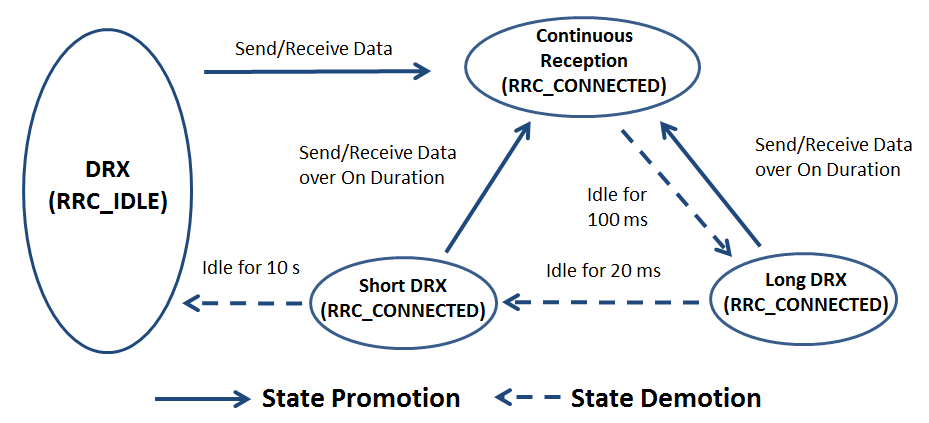 Send/Receive Data
Continuous
Reception
(RRC_CONNECTED)
DRX
(RRC_IDLE)
Send/Receive Data
over On Duration
Send/Receive Data
over On Duration
Idle for
100 ms
Idle for 10 s
Idle for 20 ms
Short DRX
(RRC_CONNECTED)
Long DRX
(RRC_CONNECTED)
State Promotion
State Demotion